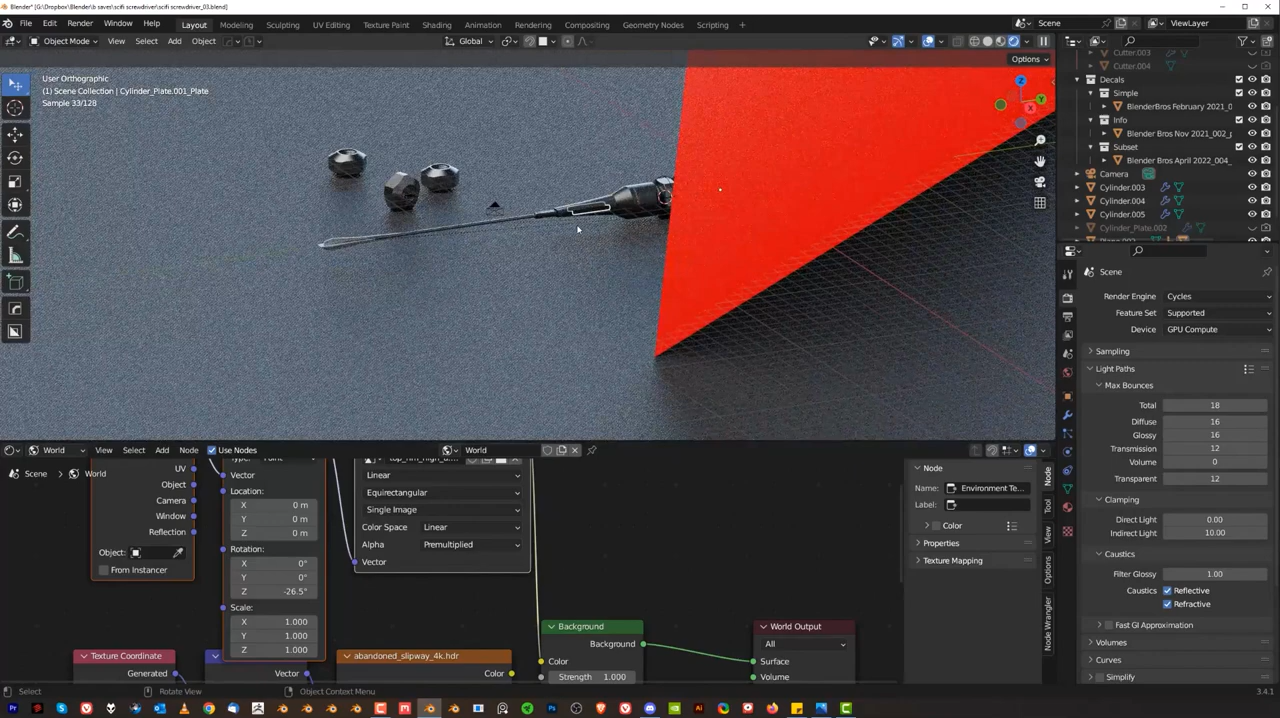 Blender* [G:\Dropbox\Blender\b saves\scifi screwdriver\scifi screwdriver_03.blend]
File Edit Render Window Help Layout Modeling Sculpting UV Editing Texture Paint Shading Animation Rendering Compositing Geometry Nodes Scripting Scene ViewLayer
Object Mode View Select Add Object Global
Options
User Orthographic
(1) Scene Collection | Cylinder_Plate.001_Plate
Sample 33/128
Z
Y
X
Cutter.003
Cutter.004
Decals
Simple
BlenderBros February 2021_0
Info
Blender Bros Nov 2021_002_p
Subset
Blender Bros April 2022_004_
Camera
Cylinder.003
Cylinder.004
Cylinder.005
Cylinder_Plate.002
Scene
Render Engine Cycles
Feature Set Supported
Device GPU Compute
Sampling
Light Paths
Max Bounces
Total 18
Diffuse 16
Glossy 16
Transmission 12
Volume 0
Transparent 12
Clamping
Direct Light 0.00
Indirect Light 10.00
Caustics
Filter Glossy 1.00
Caustics Reflective
Refractive
Fast GI Approximation
Volumes
Curves
Simplify
World View Select Add Node Use Nodes World
Scene World
UV
Object
Camera
Window
Reflection
Object:
From Instancer
Vector
Location:
X 0 m
Y 0 m
Z 0 m
Rotation:
X 0°
Y 0°
Z -26.5°
Scale:
X 1.000
Y 1.000
Z 1.000
Linear
Equirectangular
Single Image
Color Space Linear
Alpha Premultiplied
Vector
Texture Coordinate
Generated
Vector
abandoned_slipway_4k.hdr
Color
Background
Background
Color
Strength 1.000
World Output
All
Surface
Volume
Node
Name: Environment Te...
Label:
Color
Properties
Texture Mapping
Node
Tool
View
Options
Node Wrangler
Select Rotate View Object Context Menu